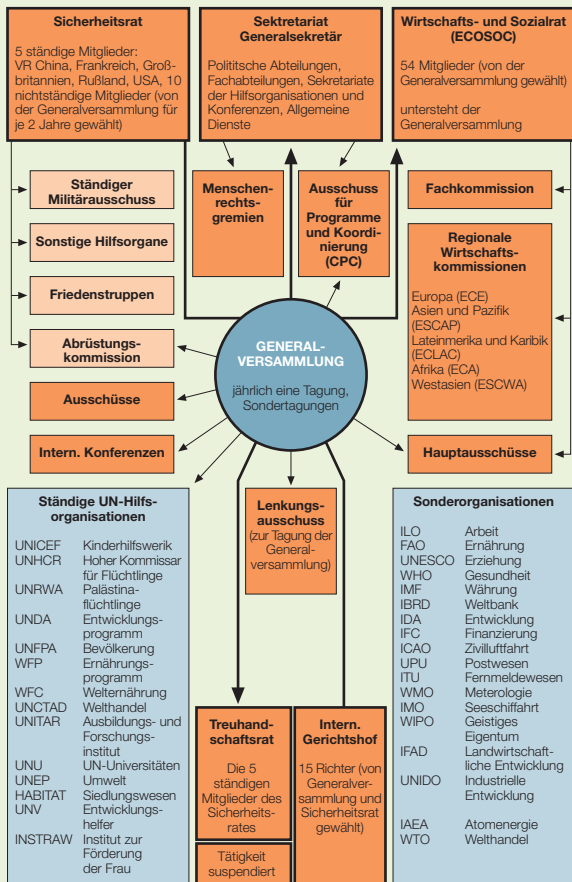 Sicherheitsrat
5 ständige Mitglieder:
VR China, Frankreich, Groß-
britannien, Rußland, USA, 10
nichtständige Mitglieder (von
der Generalversammlung für
je 2 Jahre gewählt)
Sektretariat
Generalsekretär
Polititsche Abteilungen,
Fachabteilungen, Sekretariate
der Hilfsorganisationen und
Konferenzen, Allgemeine
Dienste
Wirtschafts- und Sozialrat
(ECOSOC)
54 Mitglieder (von der
Generalversammlung gewählt)
untersteht der
Generalversammlung
Ständiger
Militärausschuss
Sonstige Hilfsorgane
Friedenstruppen
Abrüstungs-
kommission
Ausschüsse
Intern. Konferenzen
Menschen-
rechts-
gremien
Ausschuss
für
Programme
und Koordi-
nierung
(CPC)
Fachkommission
Regionale
Wirtschafts-
kommissionen
Europa (ECE)
Asien und Pazifik
(ESCAP)
Lateinmerika und Karibik
(ECLAC)
Afrika (ECA)
Westasien (ESCWA)
GENERAL-
VERSAMMLUNG
jährlich eine Tagung,
Sondertagungen
Hauptausschüsse
Ständige UN-Hilfs-
organisationen
UNICEF Kinderhilfswerik
UNHCR Hoher Kommissar
für Flüchtlinge
UNRWA Palästina-
flüchtlinge
UNDA Entwicklungs-
programm
UNFPA Bevölkerung
WFP Ernährungs-
programm
WFC Welternährung
UNCTAD Welthandel
UNITAR Ausbildungs- und
Forschungs-
institut
UNU UN-Universitäten
UNEP Umwelt
HABITAT Siedlungswesen
UNV Entwicklungs-
helfer
INSTRAW Institut zur
Förderung
der Frau
Lenkungs-
ausschuss
(zur Tagung der
General-
versammlung)
Treuhand-
schaftsrat
Die 5
ständigen
Mitglieder des
Sicherheits-
rates
Tätigkeit
suspendiert
Intern.
Gerichtshof
15 Richter (von
Generalver-
sammlung und
Sicherheitsrat
gewählt)
Sonderorganisationen
ILO Arbeit
FAO Ernährung
UNESCO Erziehung
WHO Gesundheit
IMF Währung
IBRD Weltbank
IDA Entwicklung
IFC Finanzierung
ICAO Zivilluftfahrt
UPU Postwesen
ITU Fernmeldewesen
WMO Meterologie
IMO Seeschiffahrt
WIPO Geistiges
Eigentum
IFAD Landwirtschaft-
liche Entwicklung
UNIDO Industrielle
Entwicklung
IAEA Atomenergie
WTO Welthandel